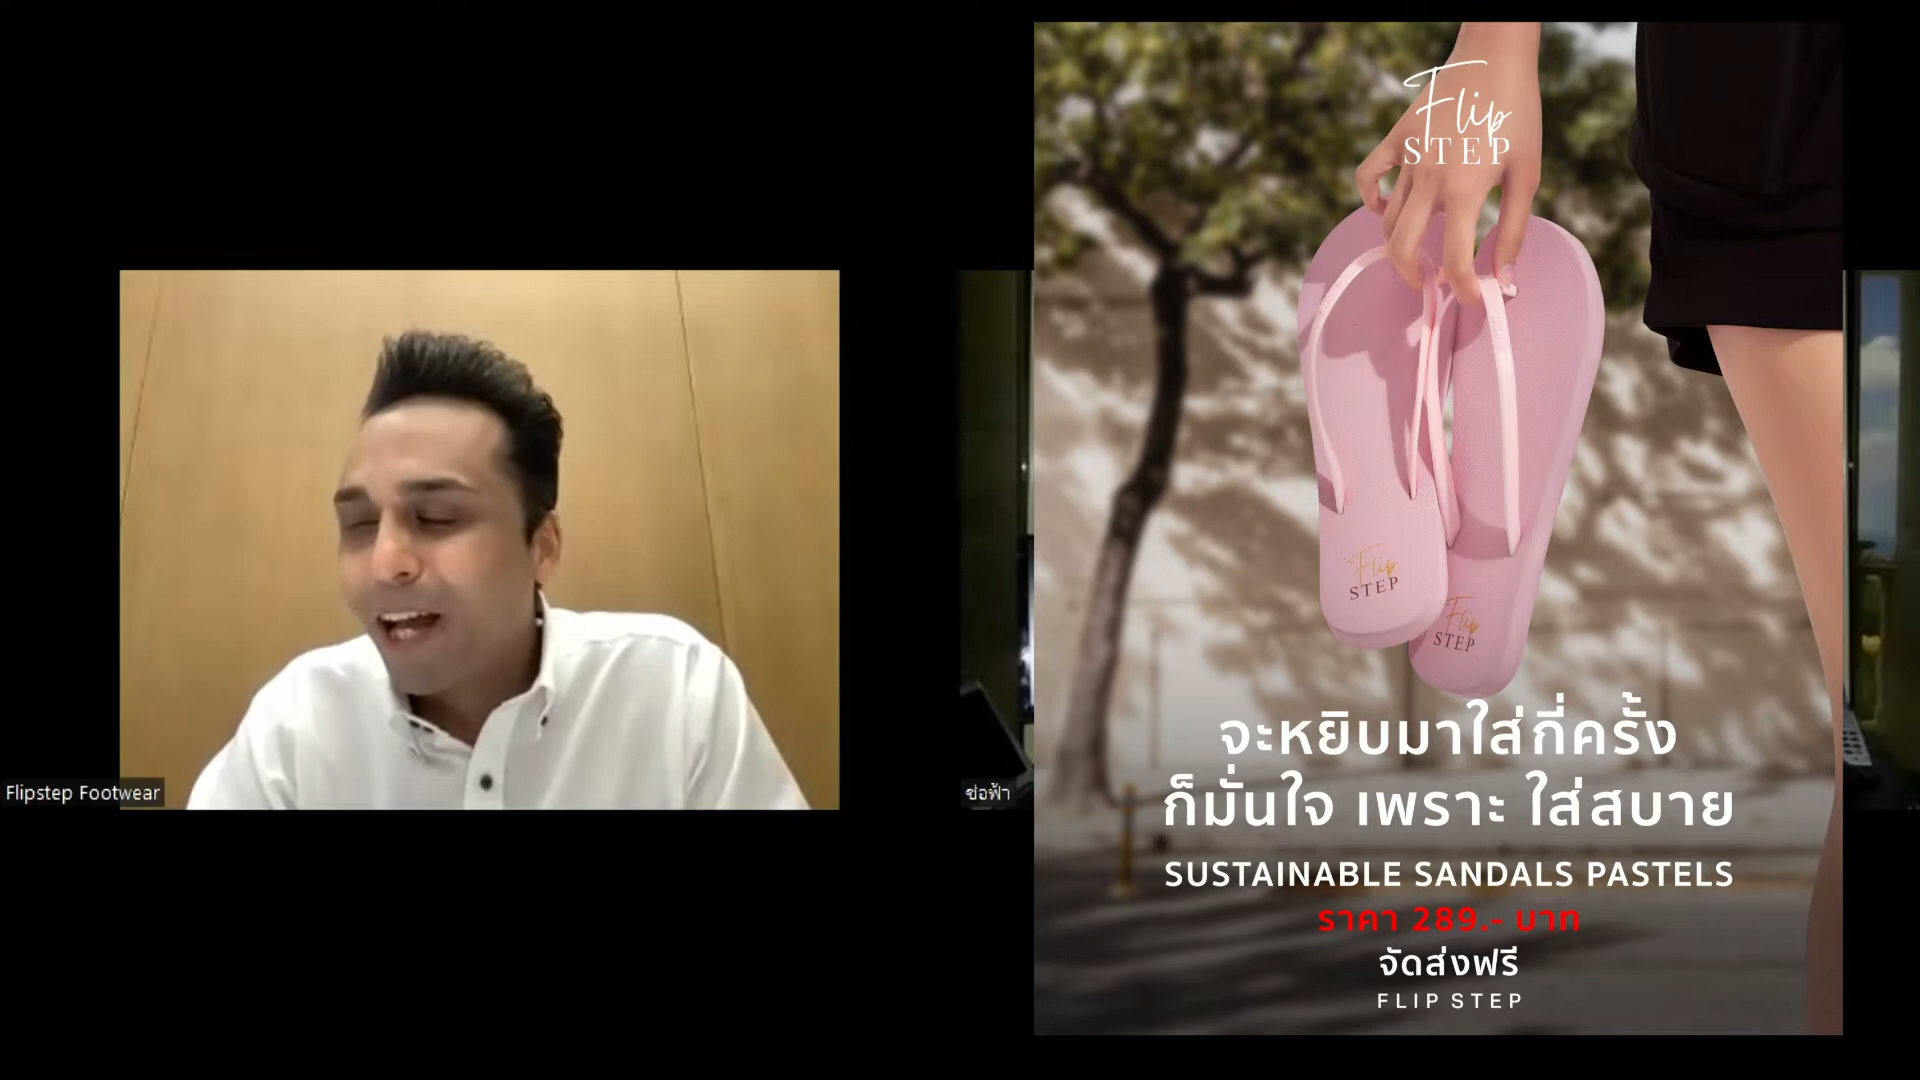 Flip
STEP
Flip
STEP
Flip
STEP
จะหยิบมาใส่กี่ครั้ง
ก็มั่นใจ เพราะ ใส่สบาย
SUSTAINABLE SANDALS PASTELS
ราคา 289.- บาท
จัดส่งฟรี
FLIP STEP
Flipstep Footwear
ช่อฟ้า